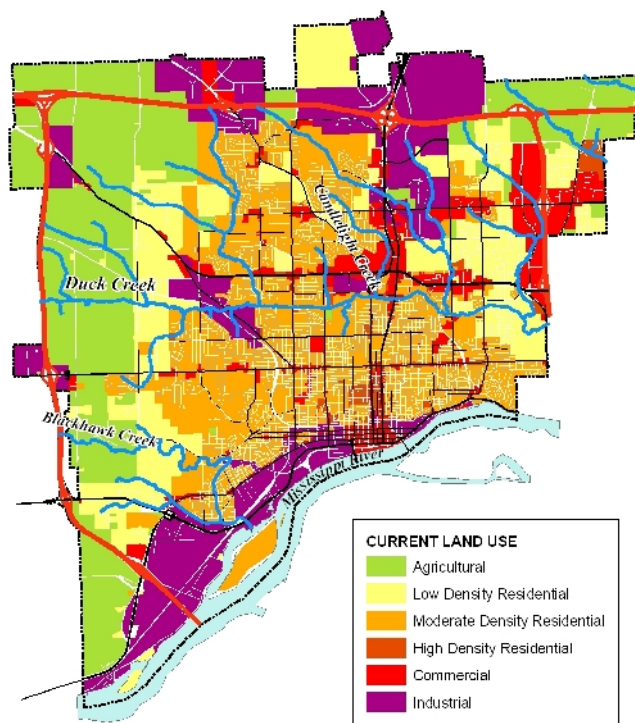 Candlelight Creek
Duck Creek
Blackhawk Creek
Mississippi River
CURRENT LAND USE
Agricultural
Low Density Residential
Moderate Density Residential
High Density Residential
Commercial
Industrial